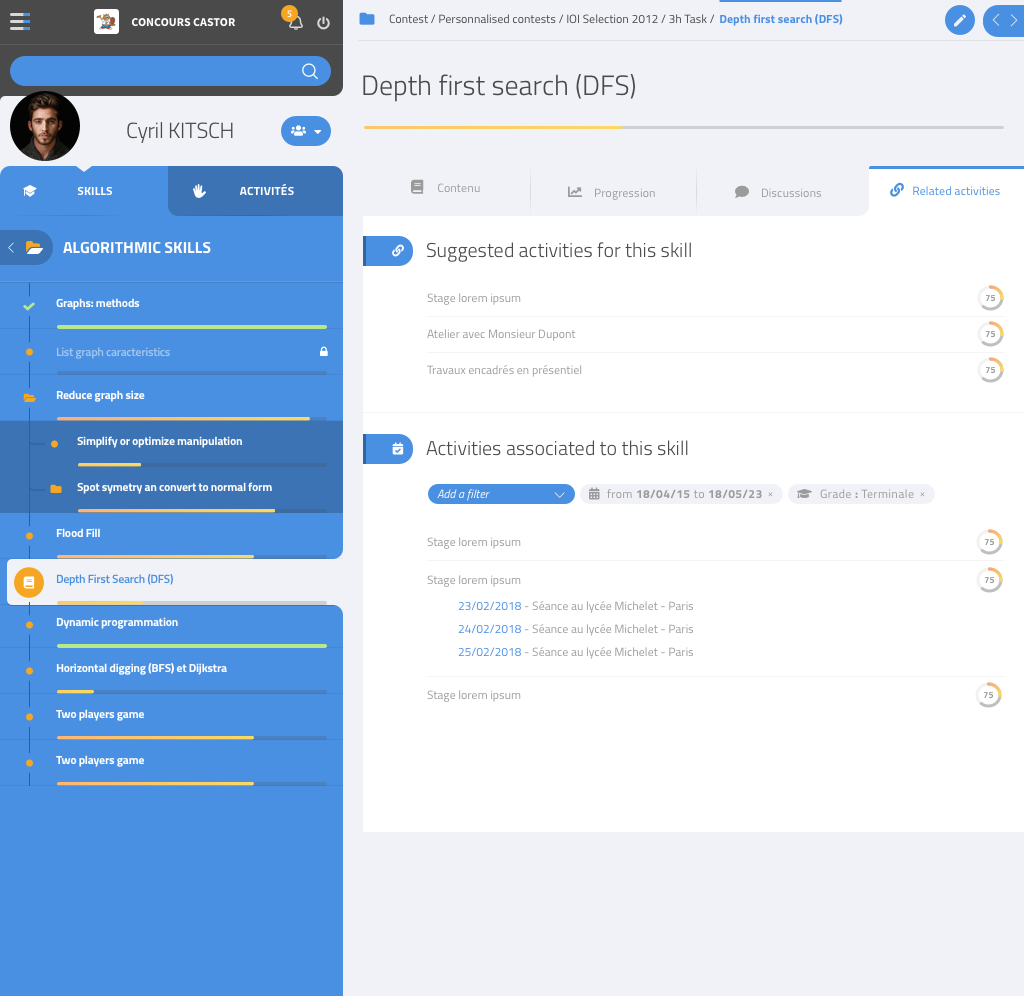 CONCOURS CASTOR
5
Cyril KITSCH
SKILLS
ACTIVITÉS
ALGORITHMIC SKILLS
Graphs: methods
List graph caracteristics
Reduce graph size
Simplify or optimize manipulation
Spot symetry an convert to normal form
Flood Fill
Depth First Search (DFS)
Dynamic programmation
Horizontal digging (BFS) et Dijkstra
Two players game
Two players game
Contest / Personnalised contests / IOI Selection 2012 / 3h Task / Depth first search (DFS)
Depth first search (DFS)
Contenu
Progression
Discussions
Related activities
Suggested activities for this skill
Stage lorem ipsum 75
Atelier avec Monsieur Dupont 75
Travaux encadrés en présentiel 75
Activities associated to this skill
Add a filter from 18/04/15 to 18/05/23 × Grade : Terminale ×
Stage lorem ipsum 75
Stage lorem ipsum 75
23/02/2018 - Séance au lycée Michelet - Paris
24/02/2018 - Séance au lycée Michelet - Paris
25/02/2018 - Séance au lycée Michelet - Paris
Stage lorem ipsum 75